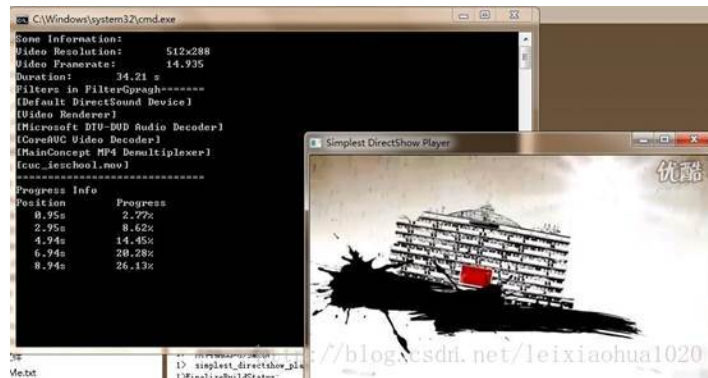 C:\Windows\system32\cmd.exe
Some Information:
Video Resolution: 512x288
Video Framerate: 14.935
Duration: 34.21 s
Filters in FilterGpragh=======
[Default DirectSound Device]
[Video Renderer]
[Microsoft DTV-DVD Audio Decoder]
[CoreAVC Video Decoder]
[MainConcept MP4 Demultiplexer]
[cuc_ieschool.mov]
==============================
Progress Info
Position Progress
0.95s 2.77%
2.95s 8.62%
4.94s 14.45%
6.94s 20.28%
8.94s 26.13%
Simplest DirectShow Player
优酷
://blog.csdn.net/leixiaohua1020
1> simplest_directshow_pla
1>FinalizeBuildStatus:
Me.txt